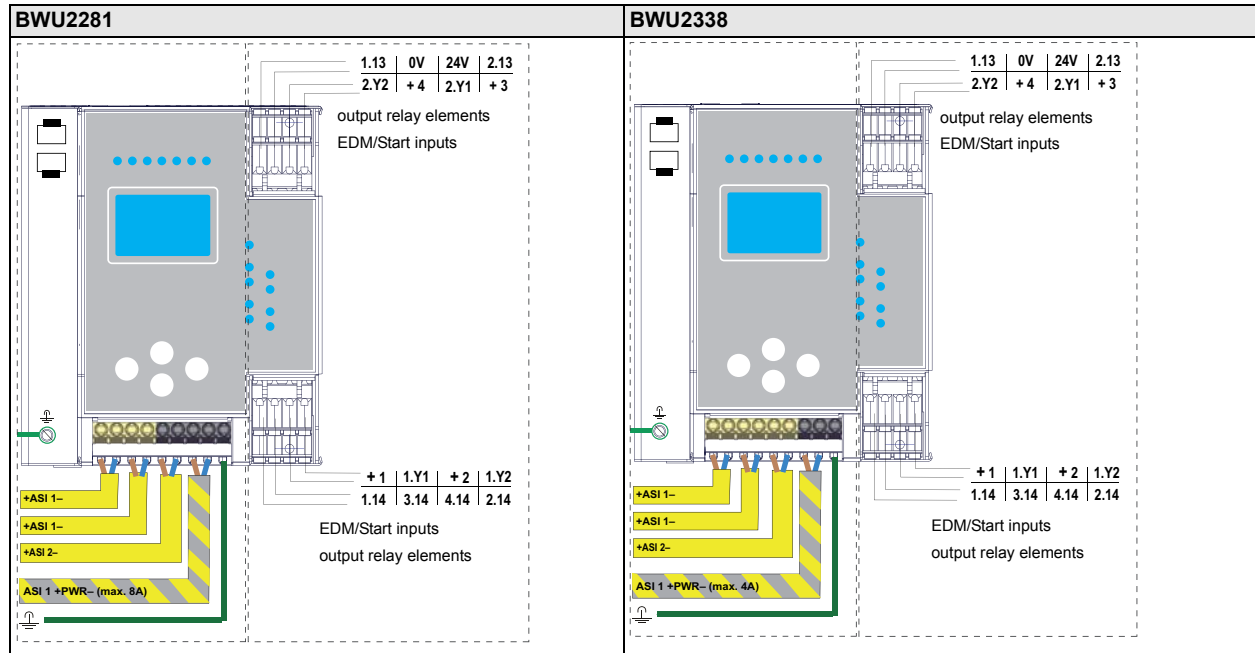 BWU2281
1.13 0V 24V 2.13
2.Y2 + 4 2.Y1 + 3
output relay elements
EDM/Start inputs
+ 1 1.Y1 + 2 1.Y2
1.14 3.14 4.14 2.14
EDM/Start inputs
output relay elements
+ASI 1–
+ASI 1–
+ASI 2–
ASI 1 +PWR– (max. 8A)
BWU2338
1.13 0V 24V 2.13
2.Y2 + 4 2.Y1 + 3
output relay elements
EDM/Start inputs
+ 1 1.Y1 + 2 1.Y2
1.14 3.14 4.14 2.14
EDM/Start inputs
output relay elements
+ASI 1–
+ASI 1–
+ASI 2–
ASI 1 +PWR– (max. 4A)